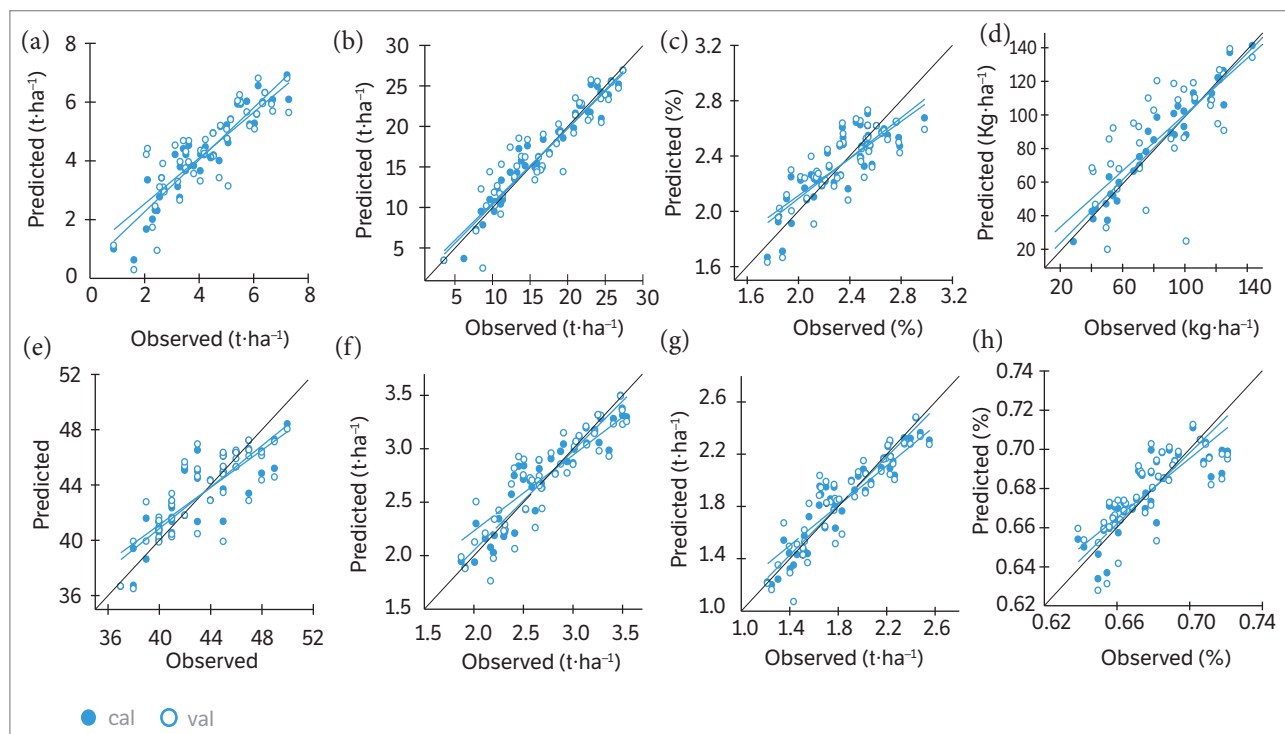 (a)
Predicted (t·ha⁻¹)
8
6
4
2
0
0 2 4 6 8
Observed (t·ha⁻¹)
(b)
Predicted (t·ha⁻¹)
30
25
20
15
10
5
5 10 15 20 25 30
Observed (t·ha⁻¹)
(c)
Predicted (%)
3.2
2.8
2.4
2.0
1.6
1.6 2.0 2.4 2.8 3.2
Observed (%)
(d)
Predicted (Kg·ha⁻¹)
140
120
100
80
60
40
20
20 60 100 140
Observed (kg·ha⁻¹)
(e)
Predicted
52
48
44
40
36
36 40 44 48 52
Observed
(f)
Predicted (t·ha⁻¹)
3.5
3.0
2.5
2.0
1.5
1.5 2.0 2.5 3.0 3.5
Observed (t·ha⁻¹)
(g)
Predicted (t·ha⁻¹)
2.6
2.2
1.8
1.4
1.0
1.0 1.4 1.8 2.2 2.6
Observed (t·ha⁻¹)
(h)
Predicted (%)
0.74
0.72
0.70
0.68
0.66
0.64
0.62
0.62 0.66 0.70 0.74
Observed (%)
cal val